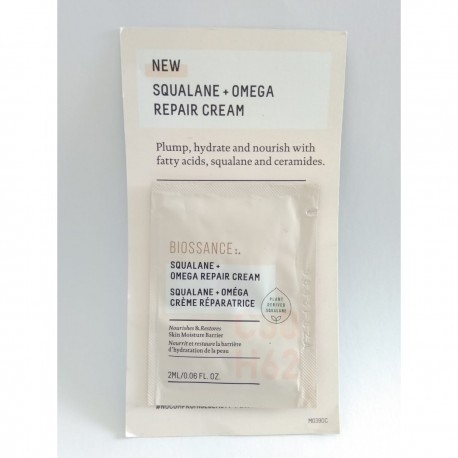 NEW
SQUALANE + OMEGA
REPAIR CREAM
Plump, hydrate and nourish with
fatty acids, squalane and ceramides.
BIOSSANCE:.
SQUALANE +
OMEGA REPAIR CREAM
SQUALANE + OMÉGA
CRÈME RÉPARATRICE
PLANT
DERIVED
SQUALANE
Nourishes & Restores
Skin Moisture Barrier
Nourrit et restaure la barrière
d'hydratation de la peau
H62
2ML/0.06 FL. OZ.